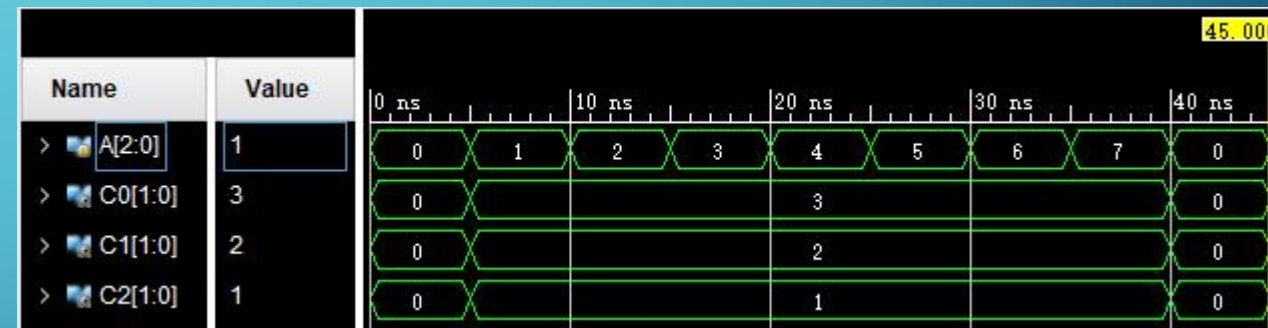 45.00
Name Value 0 ns 10 ns 20 ns 30 ns 40 ns
> A[2:0] 1 0 1 2 3 4 5 6 7 0
> C0[1:0] 3 0 3 0
> C1[1:0] 2 0 2 0
> C2[1:0] 1 0 1 0